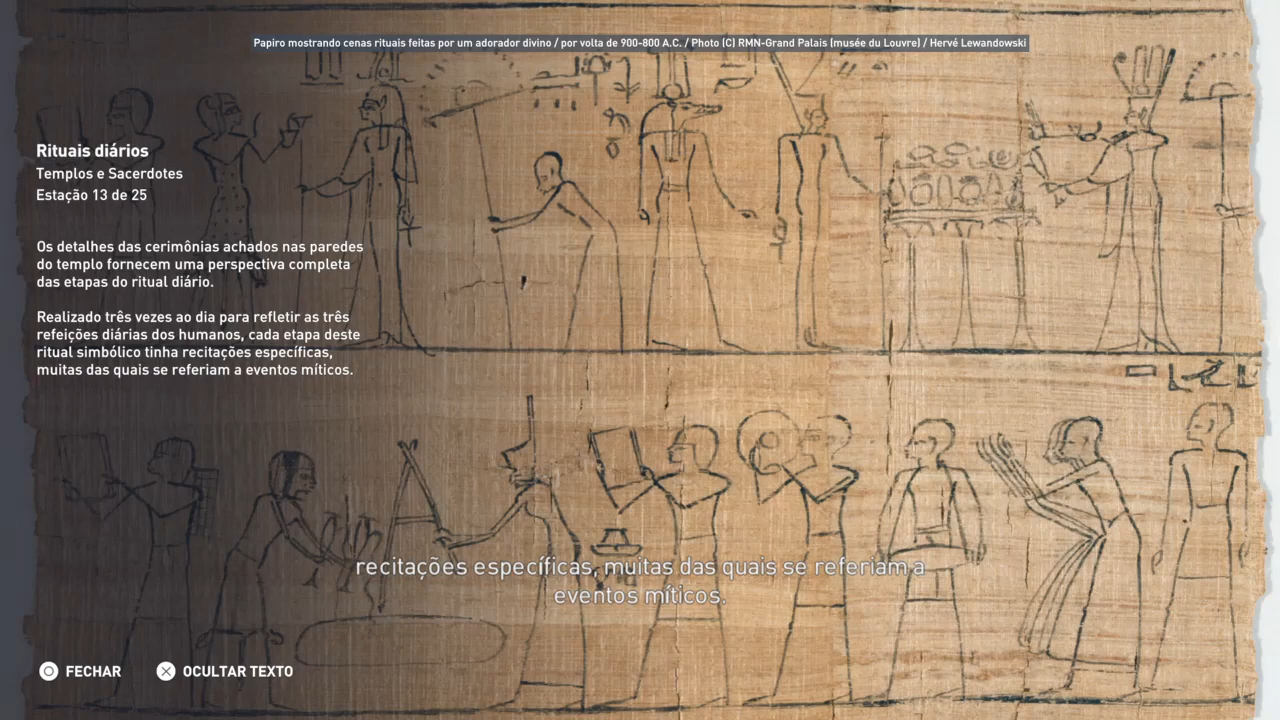 Papiro mostrando cenas rituais feitas por um adorador divino / por volta de 900-800 A.C. / Photo (C) RMN-Grand Palais (musée du Louvre) / Hervé Lewandowski
Rituais diários
Templos e Sacerdotes
Estação 13 de 25
Os detalhes das cerimônias achados nas paredes
do templo fornecem uma perspectiva completa
das etapas do ritual diário.
Realizado três vezes ao dia para refletir as três
refeições diárias dos humanos, cada etapa deste
ritual simbólico tinha recitações específicas,
muitas das quais se referiam a eventos míticos.
recitações específicas, muitas das quais se referiam a
eventos míticos.
FECHAR
OCULTAR TEXTO